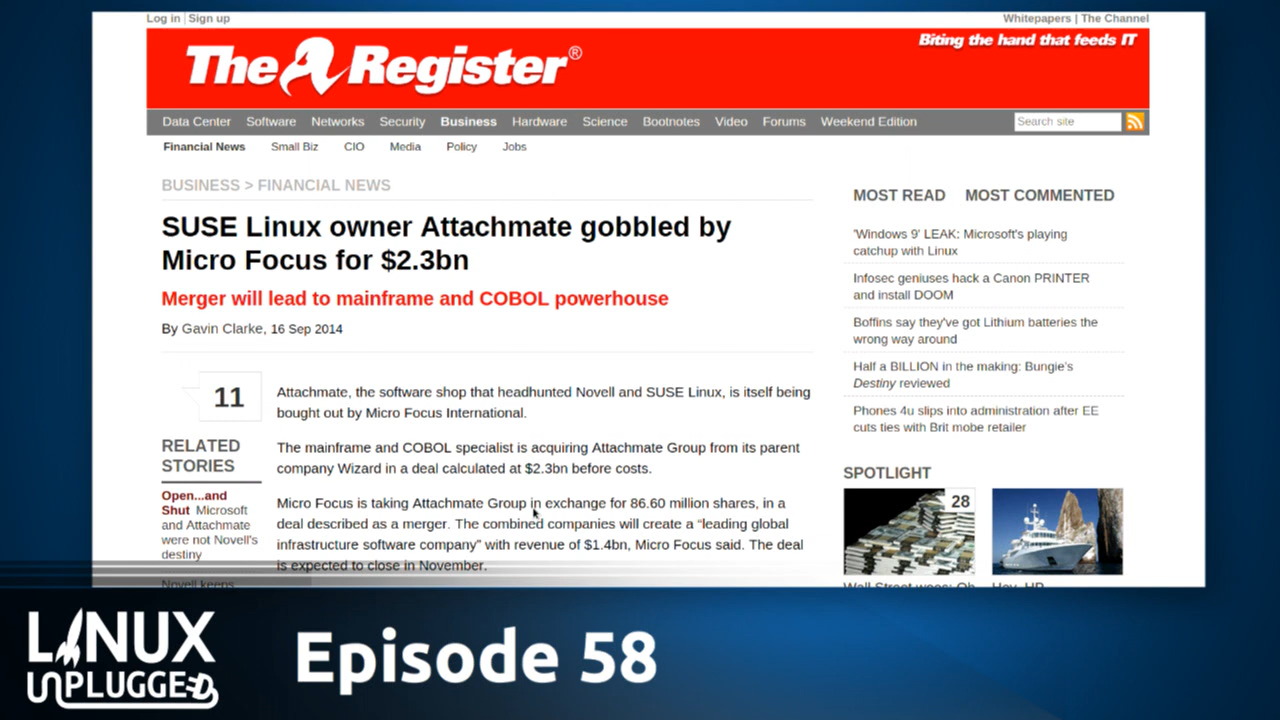 Log in | Sign up
Whitepapers | The Channel
The Register®
Biting the hand that feeds IT
Data Center Software Networks Security Business Hardware Science Bootnotes Video Forums Weekend Edition
Search site
Financial News Small Biz CIO Media Policy Jobs
BUSINESS > FINANCIAL NEWS
SUSE Linux owner Attachmate gobbled by
Micro Focus for $2.3bn
Merger will lead to mainframe and COBOL powerhouse
By Gavin Clarke, 16 Sep 2014
11
Attachmate, the software shop that headhunted Novell and SUSE Linux, is itself being
bought out by Micro Focus International.
The mainframe and COBOL specialist is acquiring Attachmate Group from its parent
company Wizard in a deal calculated at $2.3bn before costs.
Micro Focus is taking Attachmate Group in exchange for 86.60 million shares, in a
deal described as a merger. The combined companies will create a “leading global
infrastructure software company” with revenue of $1.4bn, Micro Focus said. The deal
is expected to close in November.
RELATED
STORIES
Open...and
Shut Microsoft
and Attachmate
were not Novell's
destiny
Novell keeps
MOST READ MOST COMMENTED
'Windows 9' LEAK: Microsoft's playing
catchup with Linux
Infosec geniuses hack a Canon PRINTER
and install DOOM
Boffins say they've got Lithium batteries the
wrong way around
Half a BILLION in the making: Bungie's
Destiny reviewed
Phones 4u slips into administration after EE
cuts ties with Brit mobe retailer
SPOTLIGHT
28
Wall Street woes: Oh
Hey, HP
LINUX
UNPLUGGED
Episode 58